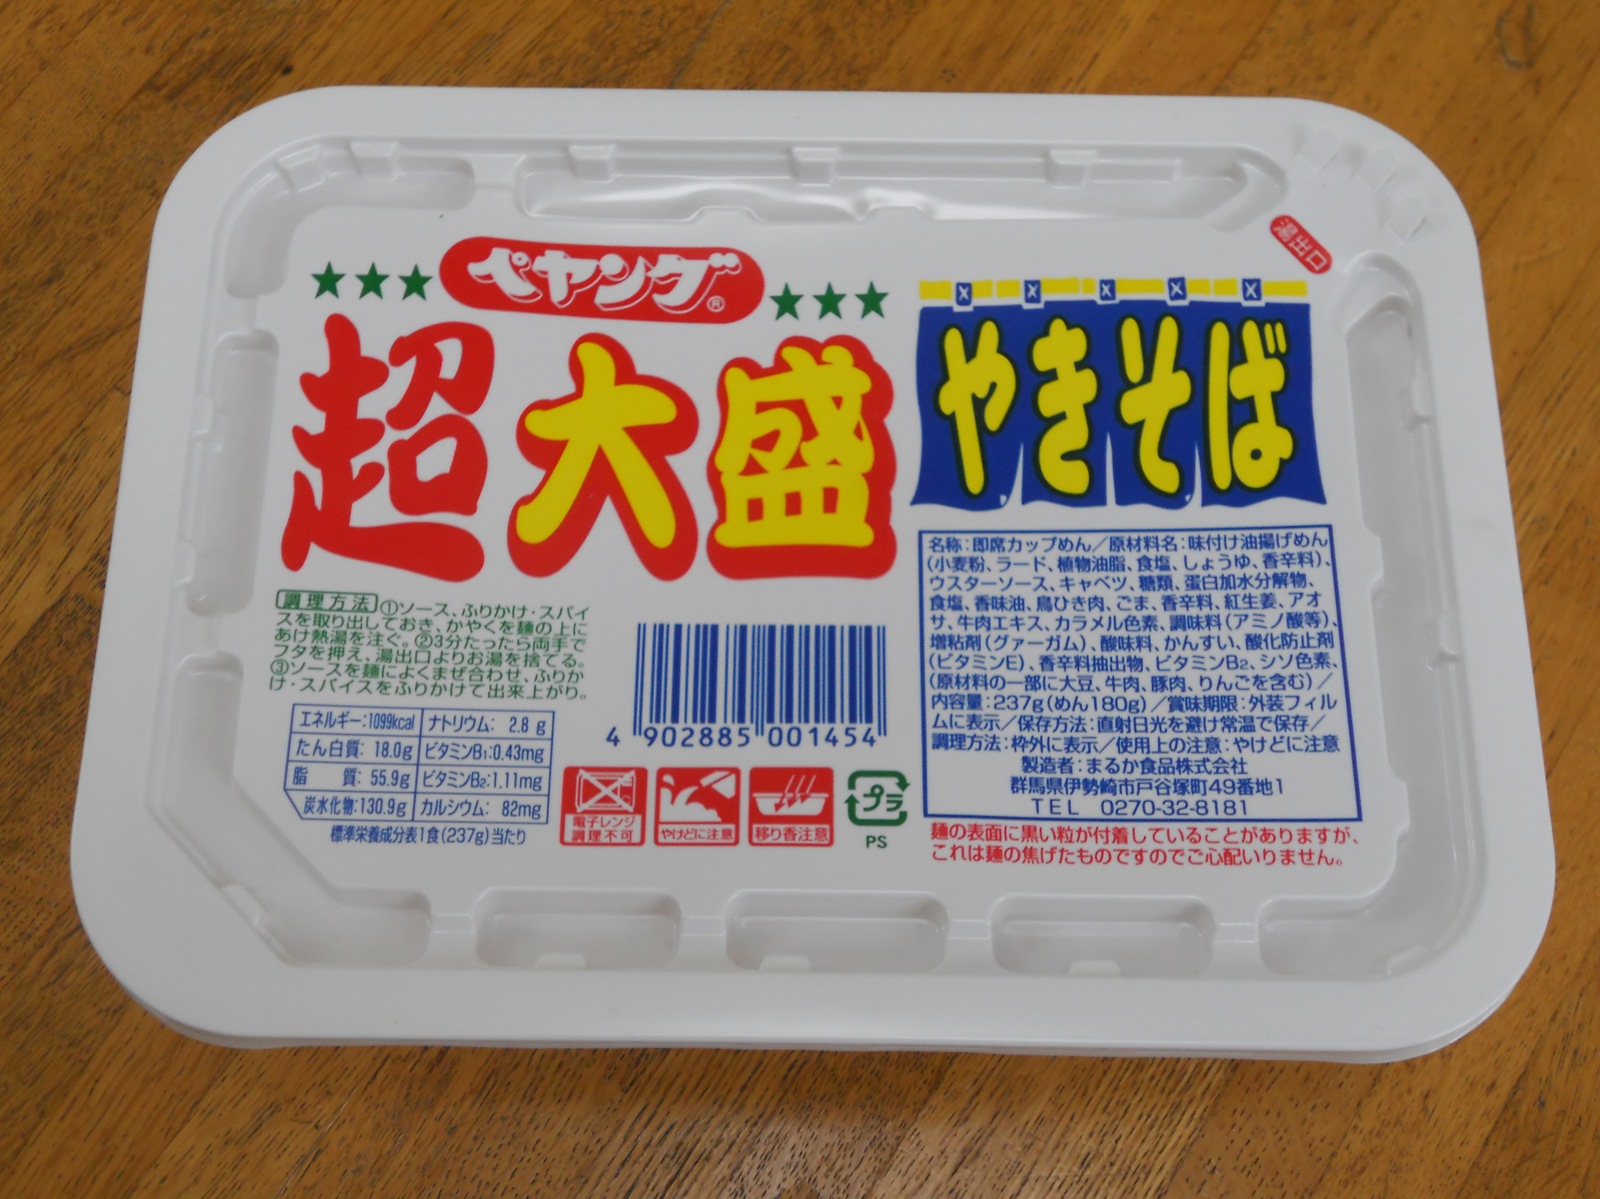 湯出口
★★★ペヤング®★★★
超大盛
やきそば
調理方法 ①ソース、ふりかけ・スパイ
スを取り出しておき、かやくを麺の上に
あけ熱湯を注ぐ。②3分たったら両手で
フタを押え、湯出口よりお湯を捨てる。
③ソースを麺によくまぜ合わせ、ふりか
け・スパイスをふりかけて出来上がり。
エネルギー:1099kcal ナトリウム: 2.8g
たん白質: 18.0g ビタミンB₁:0.43mg
脂 質: 55.9g ビタミンB₂:1.11mg
炭水化物:130.9g カルシウム: 82mg
標準栄養成分表1食(237g)当たり
4 902885 001454
電子レンジ
調理不可
やけどに注意
移り香注意
プラ
PS
名称:即席カップめん/原材料名:味付け油揚げめん
(小麦粉、ラード、植物油脂、食塩、しょうゆ、香辛料)、
ウスターソース、キャベツ、糖類、蛋白加水分解物、
食塩、香味油、鳥ひき肉、ごま、香辛料、紅生姜、アオ
サ、牛肉エキス、カラメル色素、調味料(アミノ酸等)、
増粘剤(グァーガム)、酸味料、かんすい、酸化防止剤
(ビタミンE)、香辛料抽出物、ビタミンB₂、シソ色素、
(原材料の一部に大豆、牛肉、豚肉、りんごを含む)/
内容量:237g(めん180g)/賞味期限:外装フィル
ムに表示/保存方法:直射日光を避け常温で保存/
調理方法:枠外に表示/使用上の注意:やけどに注意
製造者:まるか食品株式会社
群馬県伊勢崎市戸谷塚町49番地1
TEL 0270-32-8181
麺の表面に黒い粒が付着していることがありますが、
これは麺の焦げたものですのでご心配いりません。